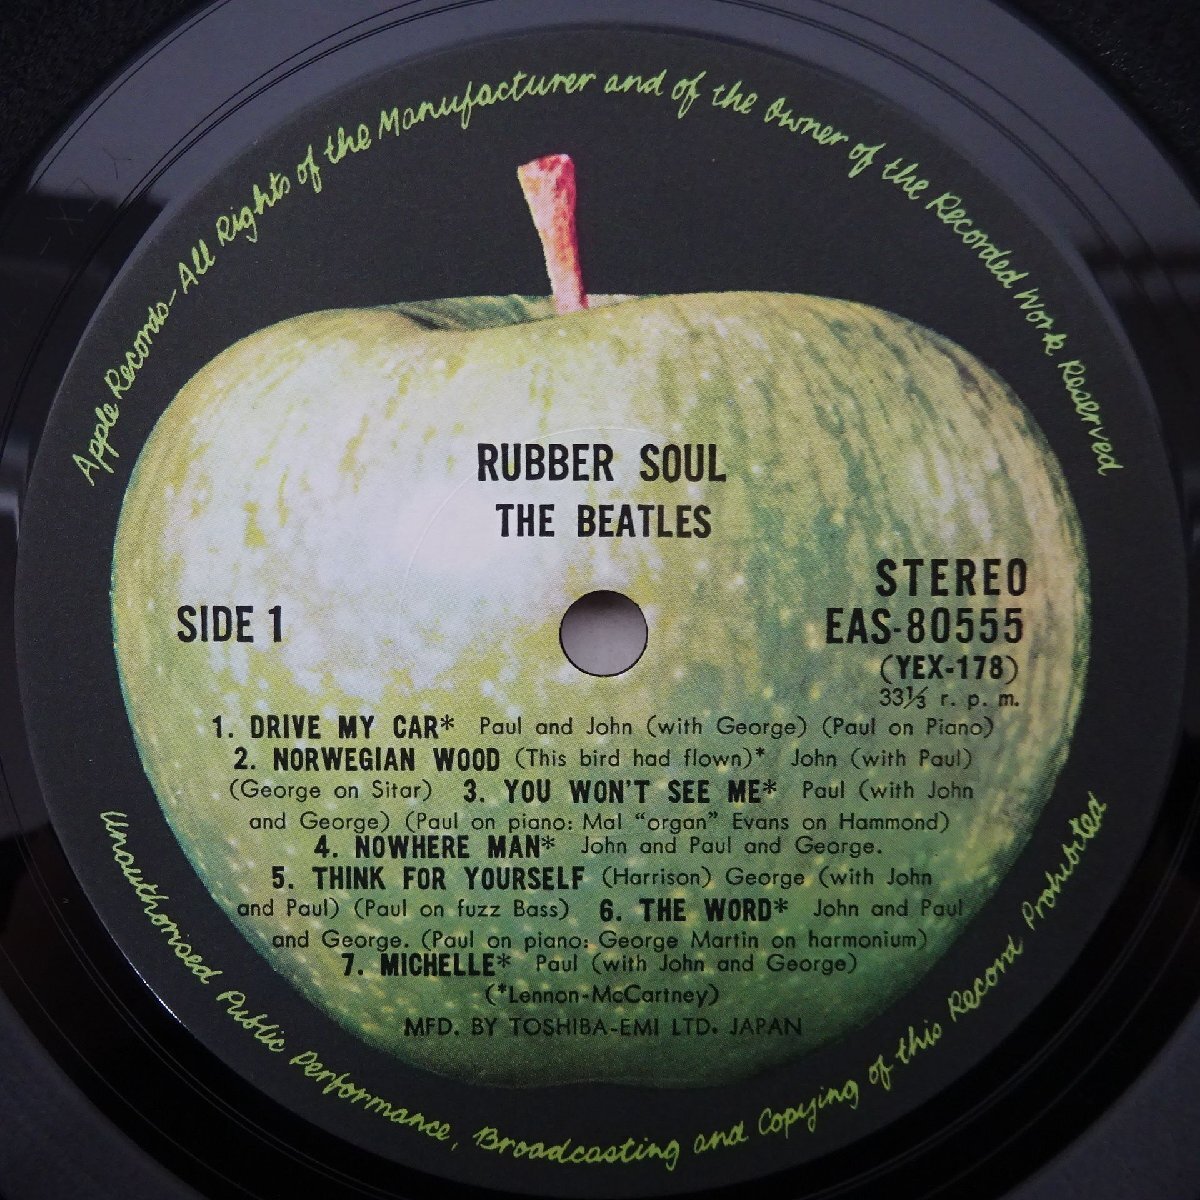 Apple Records - All Rights of the Manufacturer and of the Owner of the Recorded Work Reserved
RUBBER SOUL
THE BEATLES
STEREO
SIDE 1
EAS-80555
(YEX-178)
33⅓ r. p. m.
1. DRIVE MY CAR* Paul and John (with George) (Paul on Piano)
2. NORWEGIAN WOOD (This bird had flown)* John (with Paul)
(George on Sitar) 3. YOU WON'T SEE ME* Paul (with John
and George) (Paul on piano: Mal "organ" Evans on Hammond)
4. NOWHERE MAN* John and Paul and George.
5. THINK FOR YOURSELF (Harrison) George (with John
and Paul) (Paul on fuzz Bass) 6. THE WORD* John and Paul
and George. (Paul on piano: George Martin on harmonium)
7. MICHELLE* Paul (with John and George)
(*Lennon-McCartney)
MFD. BY TOSHIBA-EMI LTD. JAPAN
Unauthorised Public Performance, Broadcasting and Copying of this Record Prohibited